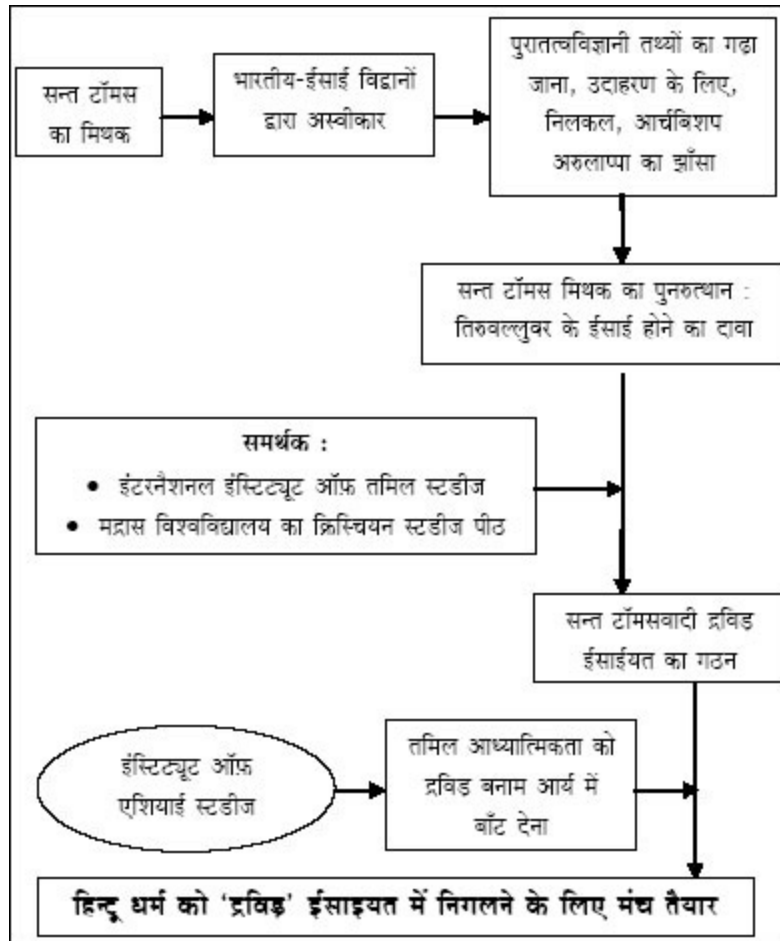 सन्त टॉमस
का मिथक
भारतीय-ईसाई विद्वानों
द्वारा अस्वीकार
पुरातत्वविज्ञानी तथ्यों का गढ़ा
जाना, उदाहरण के लिए,
निलकल, आर्चबिशप
अरुलाप्पा का झाँसा
सन्त टॉमस मिथक का पुनरुत्थान :
तिरुवल्लुवर के ईसाई होने का दावा
समर्थक :
• इंटरनैशनल इंस्टिट्यूट ऑफ़ तमिल स्टडीज
• मद्रास विश्वविद्यालय का क्रिस्चियन स्टडीज पीठ
सन्त टॉमसवादी द्रविड़
ईसाईयत का गठन
इंस्टिट्यूट ऑफ़
एशियाई स्टडीज
तमिल आध्यात्मिकता को
द्रविड़ बनाम आर्य में
बाँट देना
हिन्दू धर्म को ‘द्रविड़’ ईसाइयत में निगलने के लिए मंच तैयार